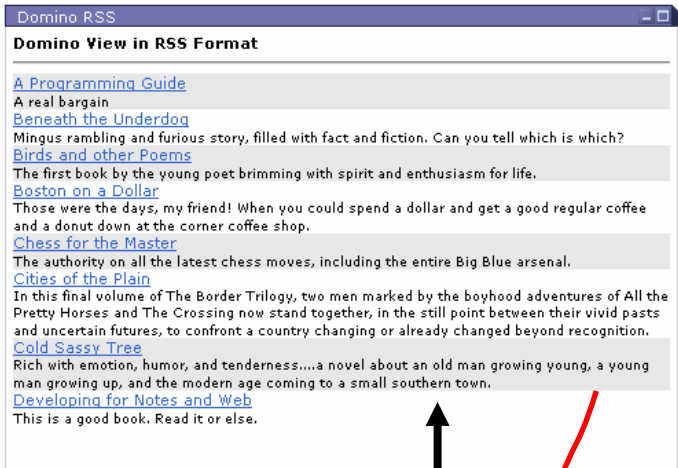 Domino RSS
Domino View in RSS Format
A Programming Guide
A real bargain
Beneath the Underdog
Mingus rambling and furious story, filled with fact and fiction. Can you tell which is which?
Birds and other Poems
The first book by the young poet brimming with spirit and enthusiasm for life.
Boston on a Dollar
Those were the days, my friend! When you could spend a dollar and get a good regular coffee
and a donut down at the corner coffee shop.
Chess for the Master
The authority on all the latest chess moves, including the entire Big Blue arsenal.
Cities of the Plain
In this final volume of The Border Trilogy, two men marked by the boyhood adventures of All the
Pretty Horses and The Crossing now stand together, in the still point between their vivid pasts
and uncertain futures, to confront a country changing or already changed beyond recognition.
Cold Sassy Tree
Rich with emotion, humor, and tenderness....a novel about an old man growing young, a young
man growing up, and the modern age coming to a small southern town.
Developing for Notes and Web
This is a good book. Read it or else.